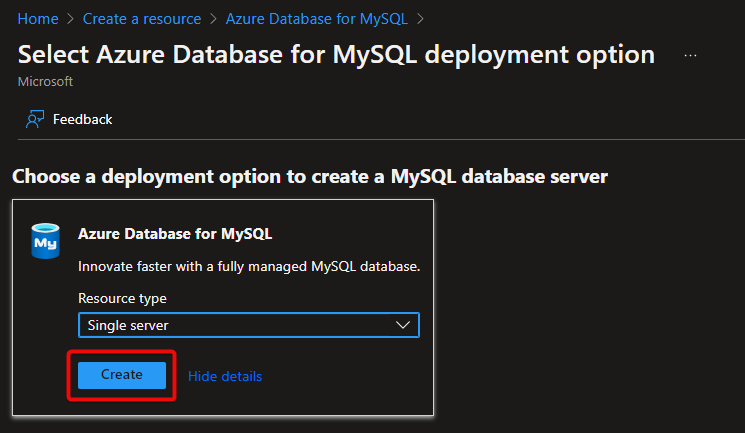 Home > Create a resource > Azure Database for MySQL >
Select Azure Database for MySQL deployment option ...
Microsoft
Feedback
Choose a deployment option to create a MySQL database server
My
Azure Database for MySQL
Innovate faster with a fully managed MySQL database.
Resource type
Single server
Create Hide details